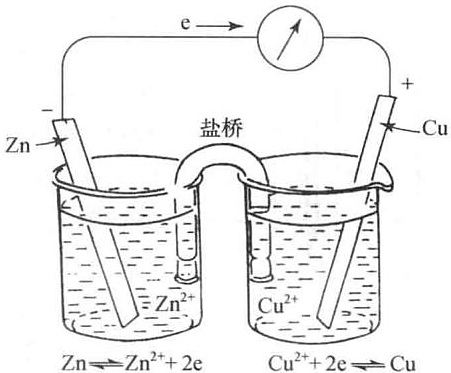 e
− +
Zn 盐桥 Cu
Zn²⁺ Cu²⁺
Zn⇌Zn²⁺+2e Cu²⁺+2e⇌Cu